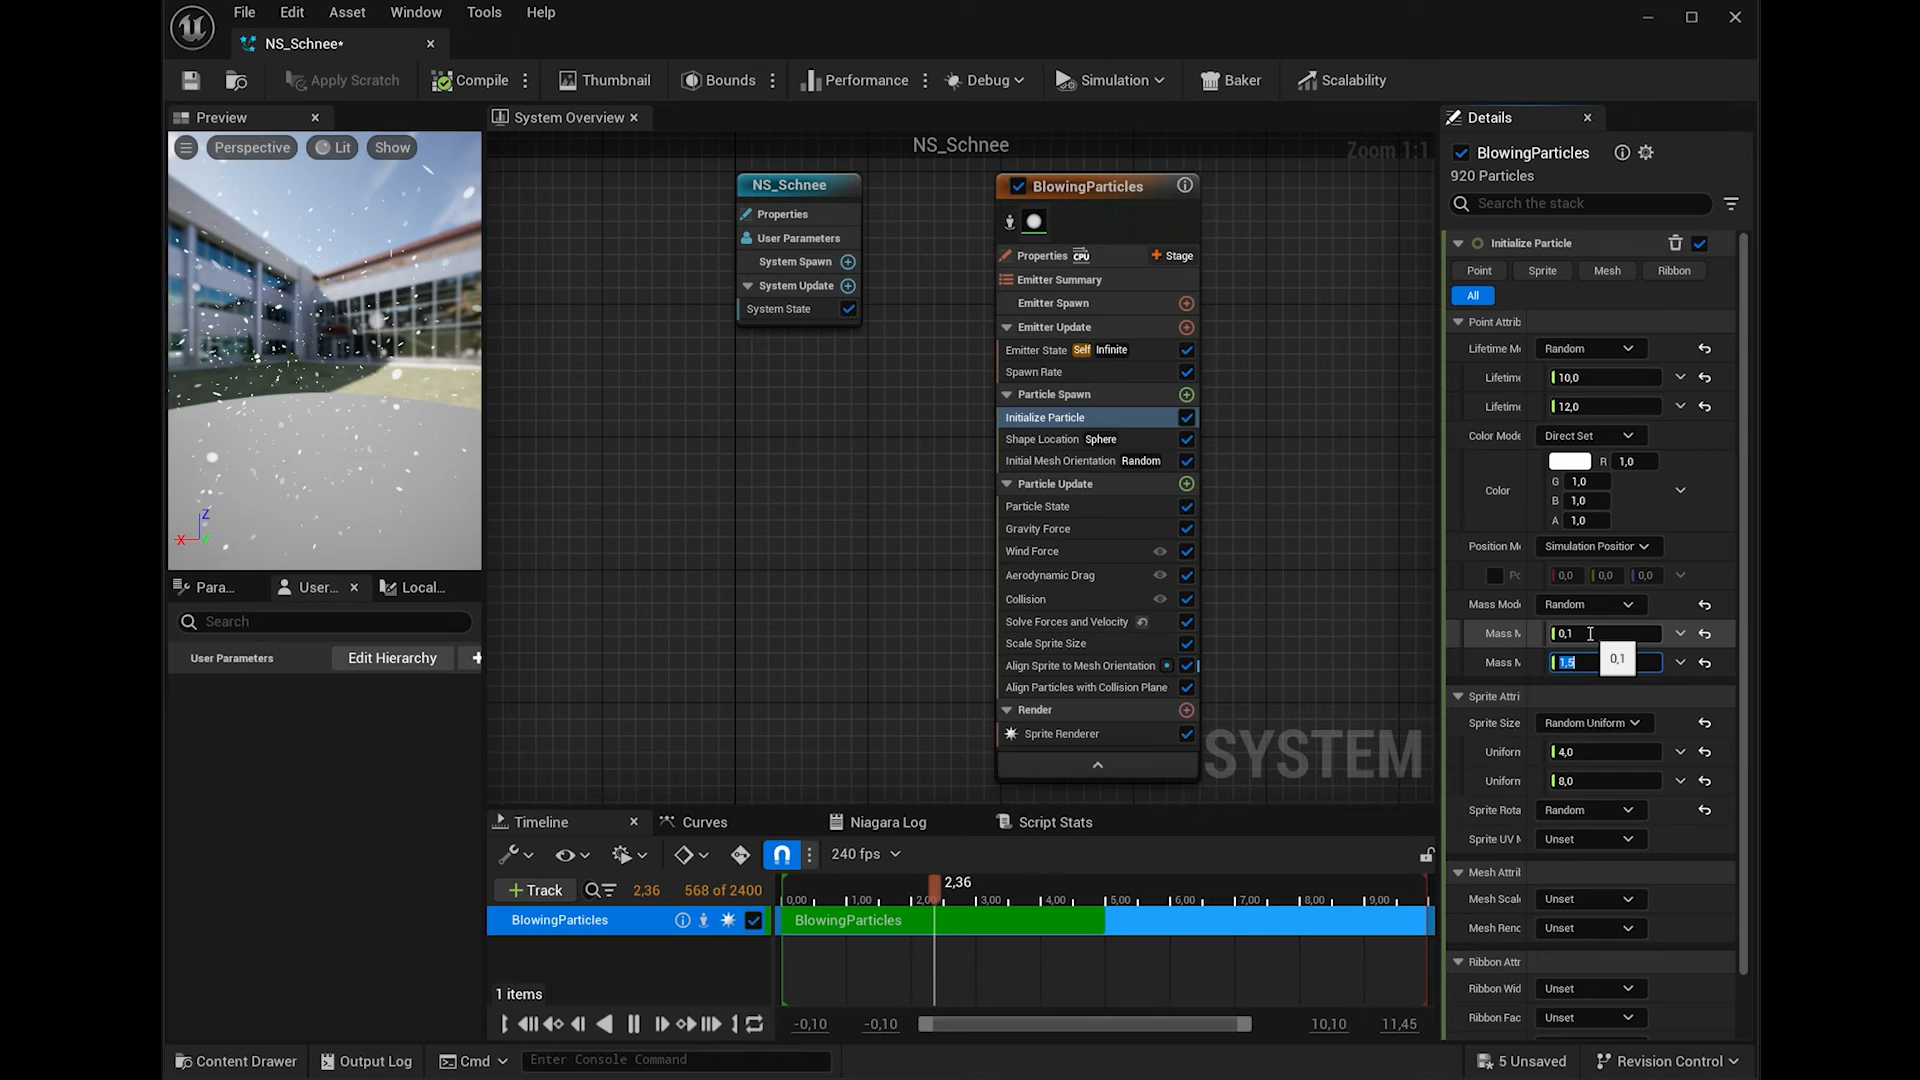 File Edit Asset Window Tools Help
NS_Schnee*
Apply Scratch Compile Thumbnail Bounds Performance Debug Simulation Baker Scalability
Preview
System Overview
Details
Perspective Lit Show
NS_Schnee
Zoom 1:1
BlowingParticles
920 Particles
Search the stack
NS_Schnee
Properties
User Parameters
System Spawn
System Update
System State
BlowingParticles
Properties CPU Stage
Emitter Summary
Emitter Spawn
Emitter Update
Emitter State Self Infinite
Spawn Rate
Particle Spawn
Initialize Particle
Shape Location Sphere
Initial Mesh Orientation Random
Particle Update
Particle State
Gravity Force
Wind Force
Aerodynamic Drag
Collision
Solve Forces and Velocity
Scale Sprite Size
Align Sprite to Mesh Orientation
Align Particles with Collision Plane
Render
Sprite Renderer
SYSTEM
Initialize Particle
Point Sprite Mesh Ribbon
All
Point Attrib
Lifetime Mo Random
Lifetime 10,0
Lifetime 12,0
Color Mode Direct Set
R 1,0
G 1,0
Color
B 1,0
A 1,0
Position Mo Simulation Position
Po 0,0 0,0 0,0
Mass Mode Random
Mass M 0,1
Mass M 1,5
0,1
Sprite Attri
Sprite Size Random Uniform
Uniform 4,0
Uniform 8,0
Sprite Rota Random
Sprite UV M Unset
Mesh Attril
Mesh Scale Unset
Mesh Rend Unset
Ribbon Attr
Ribbon Wid Unset
Ribbon Fac Unset
Z
X
Y
Para... User... Local...
Search
User Parameters Edit Hierarchy
Timeline Curves Niagara Log Script Stats
240 fps
Track 2,36 568 of 2400
2,36
0,00 1,00 2,00 3,00 4,00 5,00 6,00 7,00 8,00 9,00
BlowingParticles
BlowingParticles
1 items
-0,10 -0,10 10,10 11,45
Content Drawer Output Log Cmd Enter Console Command 5 Unsaved Revision Control